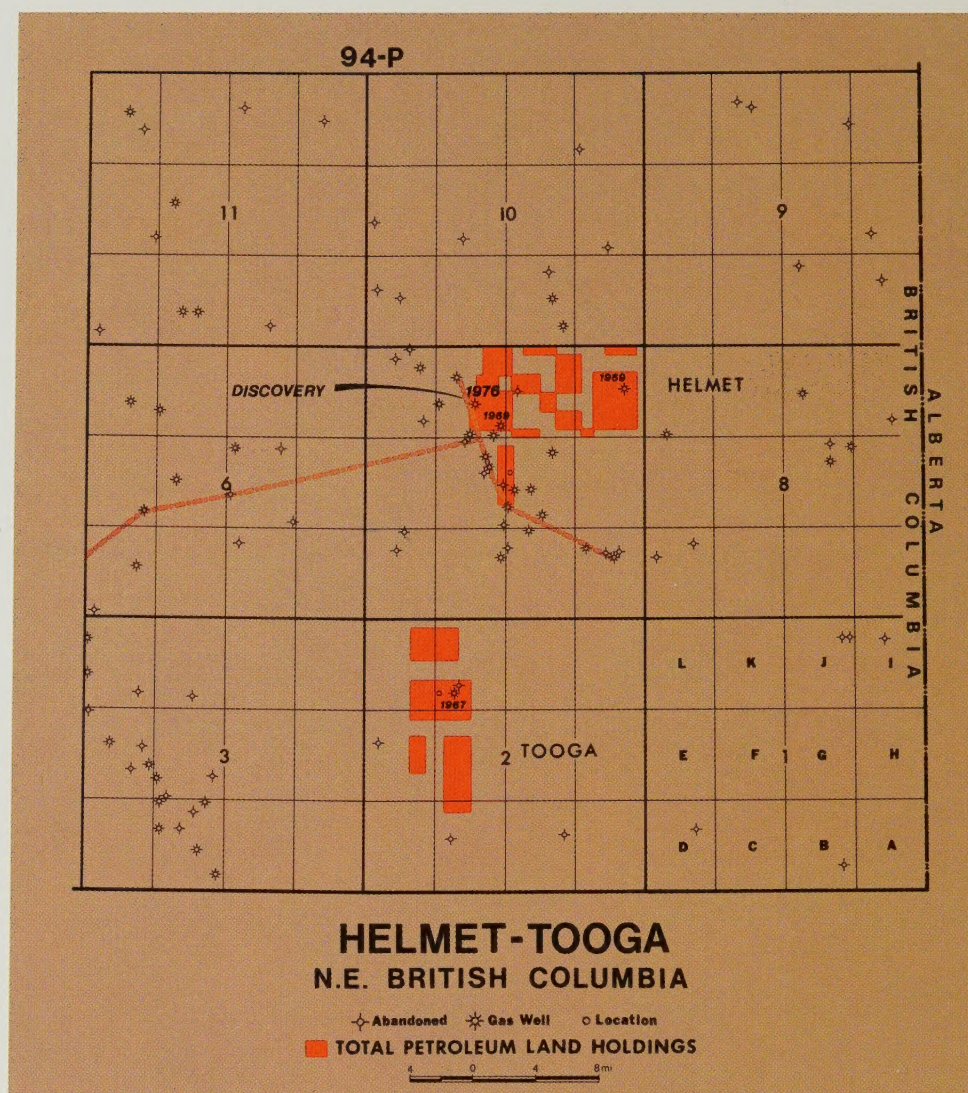 94-P
11
10
9
BRITISH COLUMBIA
ALBERTA
DISCOVERY
1976
1969
1969
HELMET
6
8
L K J I
1967
3
2 TOOGA
E F 1 G H
D C B A
HELMET-TOOGA
N.E. BRITISH COLUMBIA
Abandoned Gas Well Location
TOTAL PETROLEUM LAND HOLDINGS
4 0 4 8mi